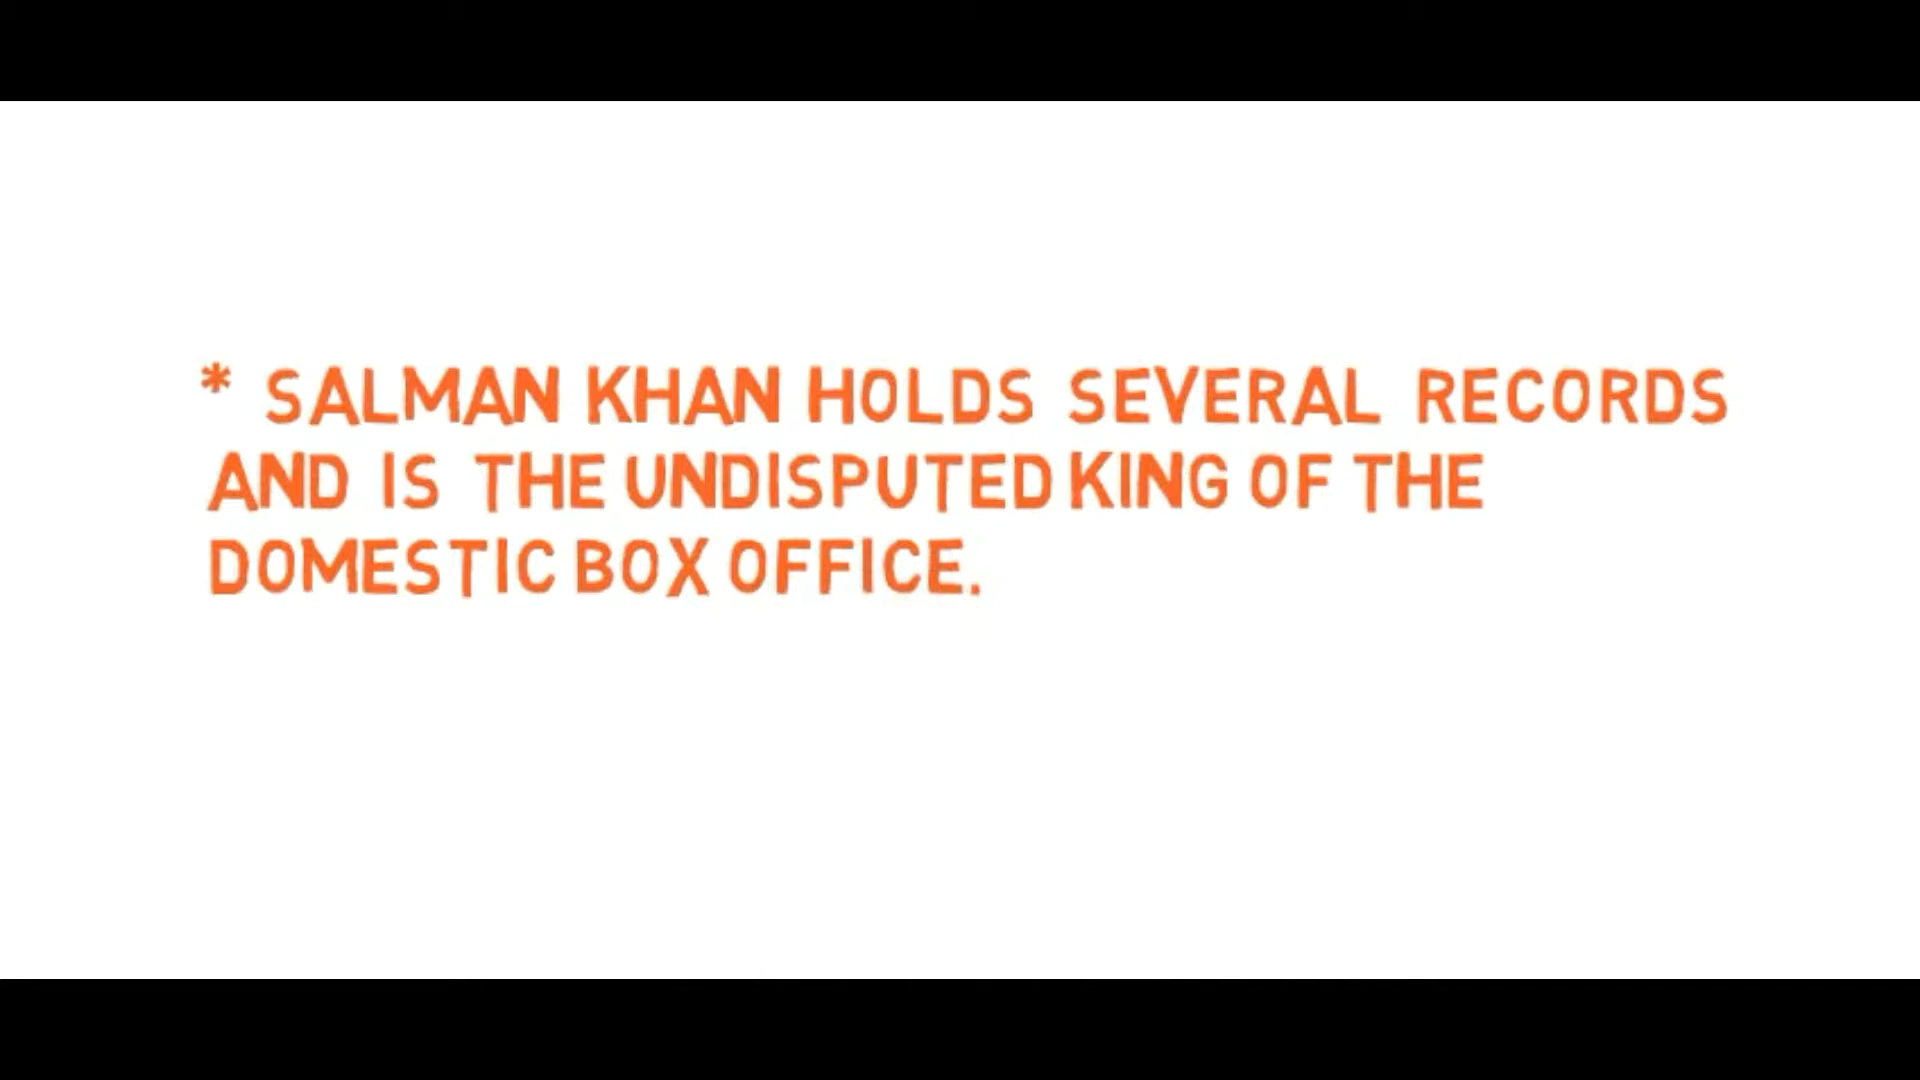 * SALMAN KHAN HOLDS SEVERAL RECORDS
AND IS THE UNDISPUTED KING OF THE
DOMESTIC BOX OFFICE.